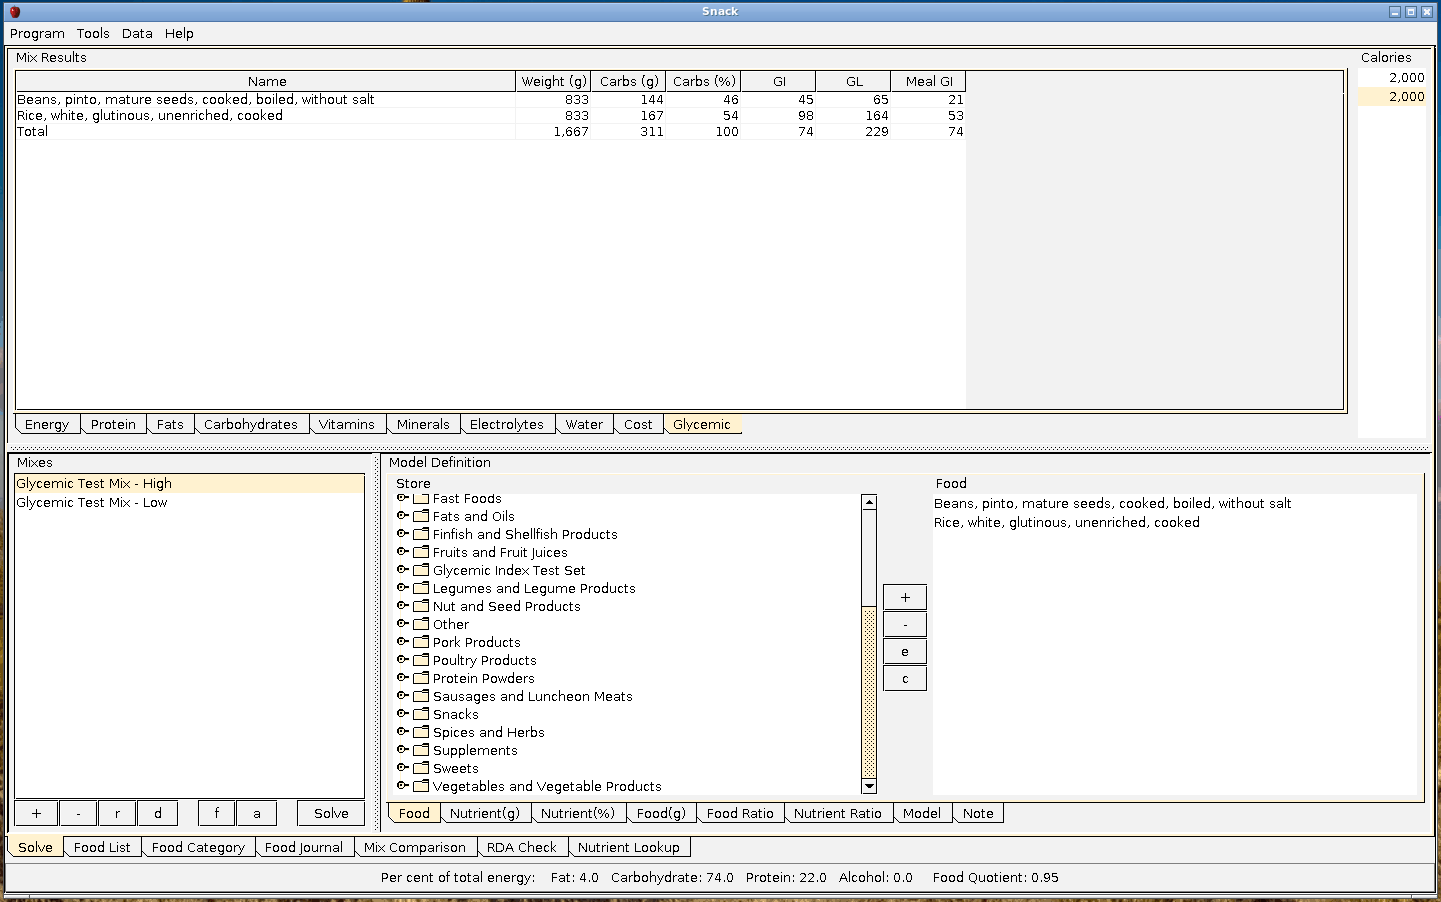 Snack
Program Tools Data Help
Mix Results
Calories
Name Weight (g) Carbs (g) Carbs (%) GI GL Meal GI
2,000
2,000
Beans, pinto, mature seeds, cooked, boiled, without salt 833 144 46 45 65 21
Rice, white, glutinous, unenriched, cooked 833 167 54 98 164 53
Total 1,667 311 100 74 229 74
Energy Protein Fats Carbohydrates Vitamins Minerals Electrolytes Water Cost Glycemic
Mixes
Glycemic Test Mix - High
Glycemic Test Mix - Low
+ - r d f a Solve
Model Definition
Store
Fast Foods
Fats and Oils
Finfish and Shellfish Products
Fruits and Fruit Juices
Glycemic Index Test Set
Legumes and Legume Products
Nut and Seed Products
Other
Pork Products
Poultry Products
Protein Powders
Sausages and Luncheon Meats
Snacks
Spices and Herbs
Supplements
Sweets
Vegetables and Vegetable Products
+
-
e
c
Food
Beans, pinto, mature seeds, cooked, boiled, without salt
Rice, white, glutinous, unenriched, cooked
Food Nutrient(g) Nutrient(%) Food(g) Food Ratio Nutrient Ratio Model Note
Solve Food List Food Category Food Journal Mix Comparison RDA Check Nutrient Lookup
Per cent of total energy: Fat: 4.0 Carbohydrate: 74.0 Protein: 22.0 Alcohol: 0.0 Food Quotient: 0.95